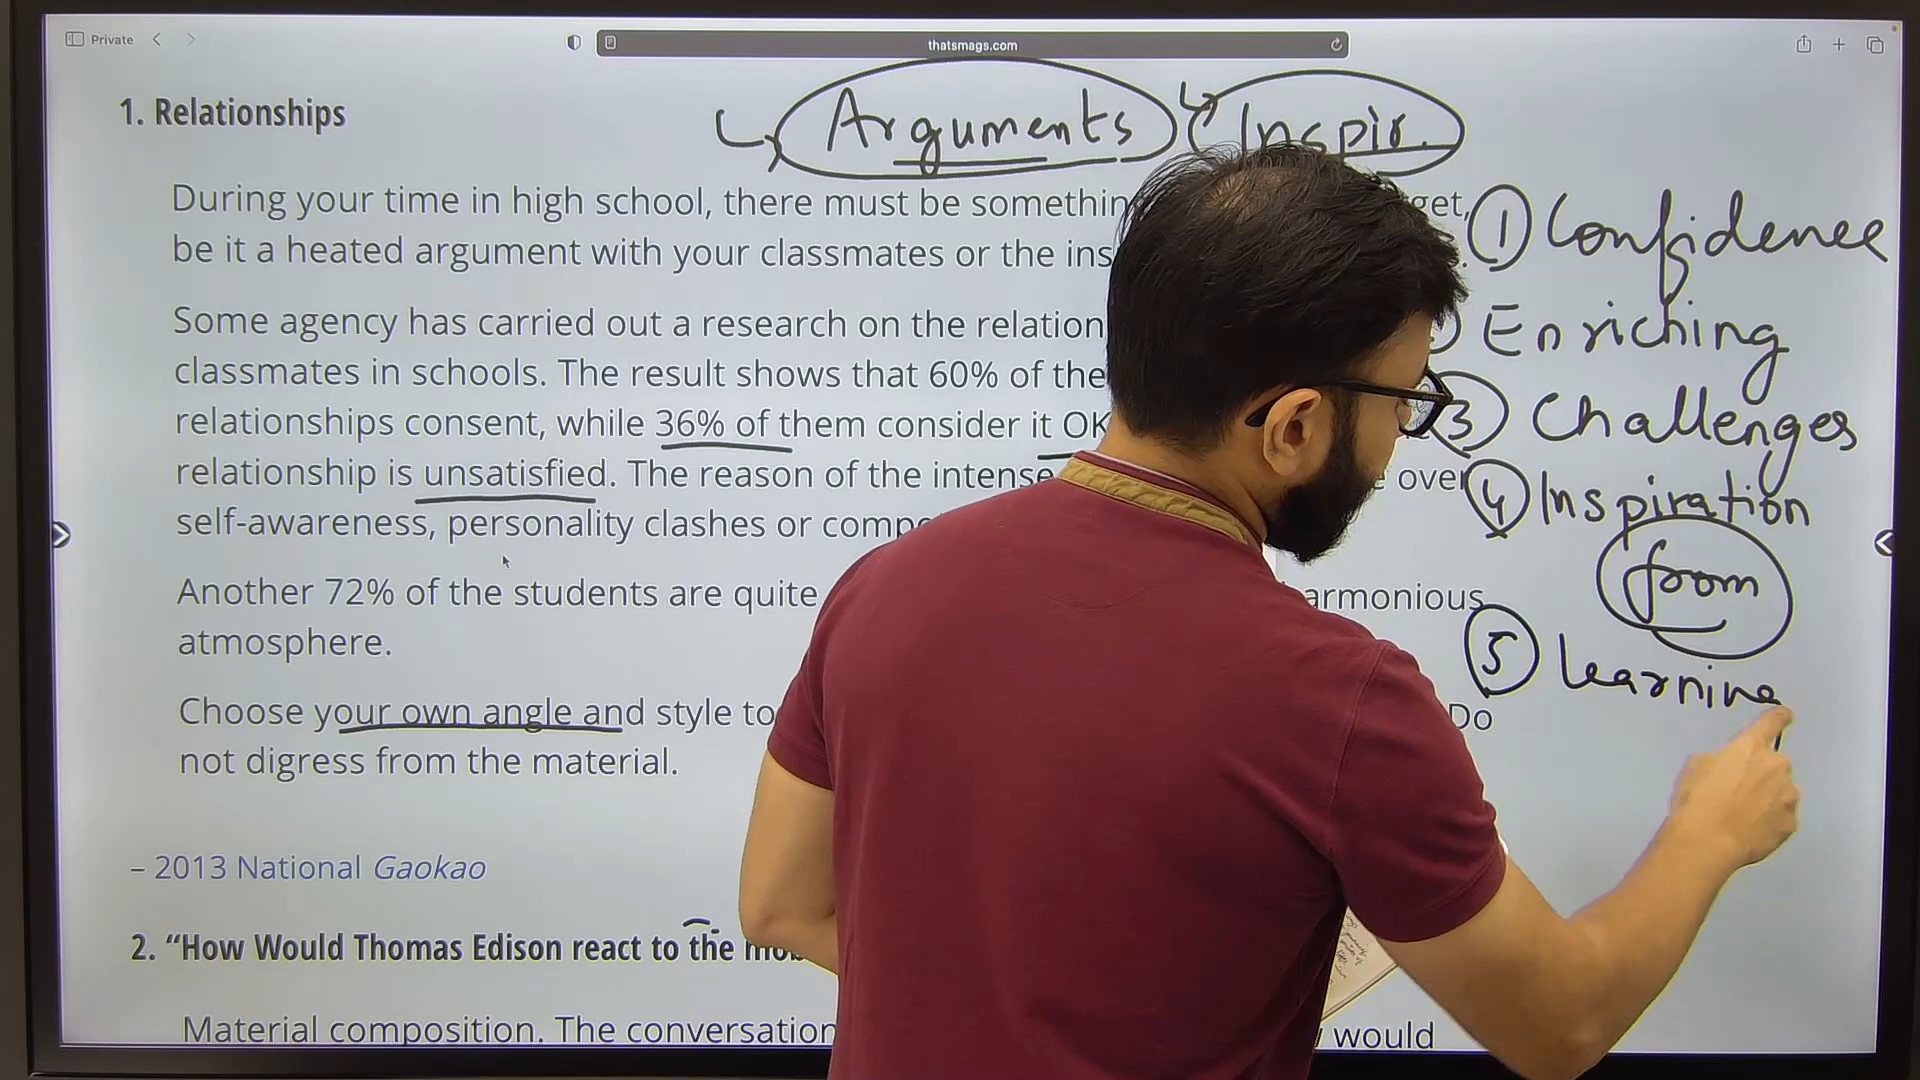 Private
thatsmags.com
1. Relationships
Arguments
Inspir.
During your time in high school, there must be somethin get,
be it a heated argument with your classmates or the ins
Some agency has carried out a research on the relation
classmates in schools. The result shows that 60% of the
relationships consent, while 36% of them consider it OK
relationship is unsatisfied. The reason of the intense over
self-awareness, personality clashes or comp
Another 72% of the students are quite armonious
atmosphere.
Choose your own angle and style to Do
not digress from the material.
– 2013 National Gaokao
2. “How Would Thomas Edison react to the mob
Material composition. The conversation would
1 Confidence
Enriching
3 Challenges
4 Inspiration
from
5 Learning